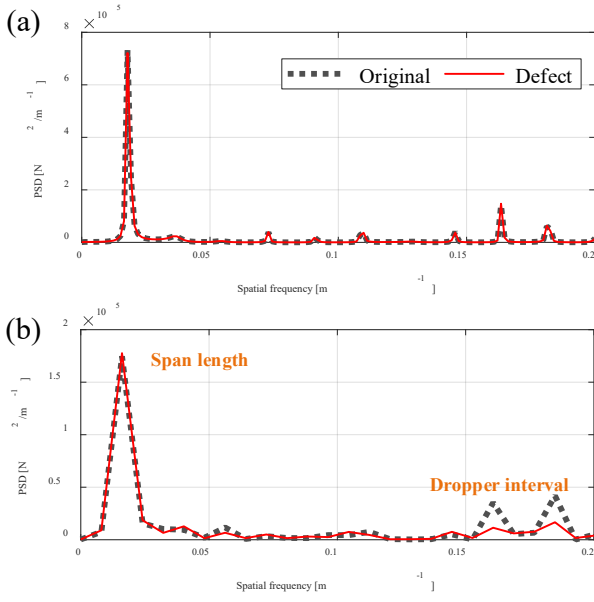 (a)
× 10 5
8
6
4
2
0
PSD [N 2 /m -1 ]
Original Defect
0 0.05 0.1 0.15 0.2
Spatial frequency [m -1 ]
(b)
× 10 5
2
1.5
1
0.5
0
PSD [N 2 /m -1 ]
Span length
Dropper interval
0 0.05 0.1 0.15 0.2
Spatial frequency [m -1 ]